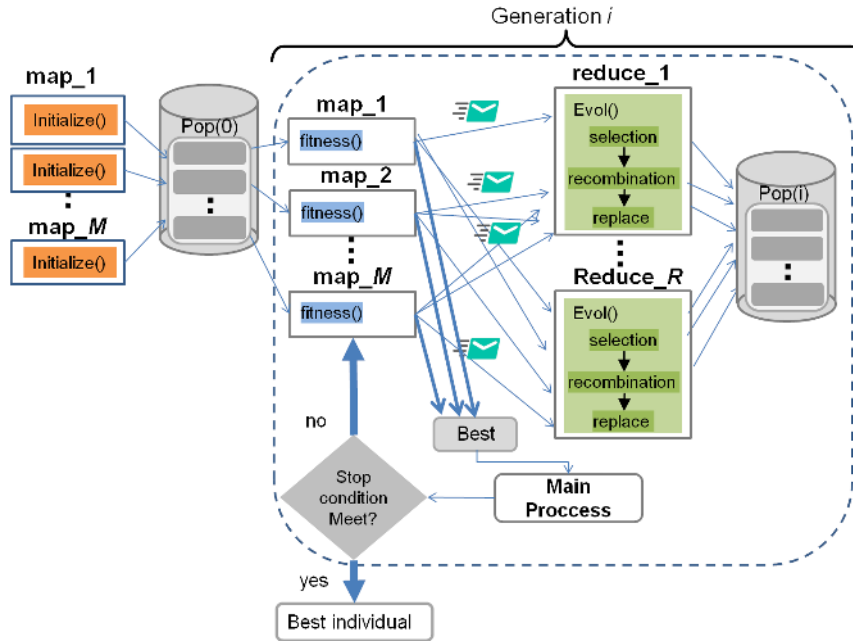 Generation i
map_1
Initialize()
Initialize()
map_M
Initialize()
Pop(0)
map_1
fitness()
map_2
fitness()
map_M
fitness()
reduce_1
Evol()
selection
recombination
replace
Reduce_R
Evol()
selection
recombination
replace
Pop(i)
Best
Main
Proccess
no
Stop
condition
Meet?
yes
Best individual